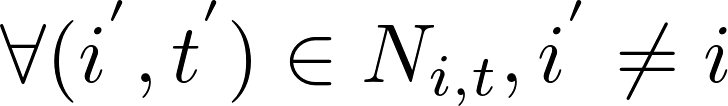 ∀(i′, t′) ∈ N_{i,t}, i′ ≠ i